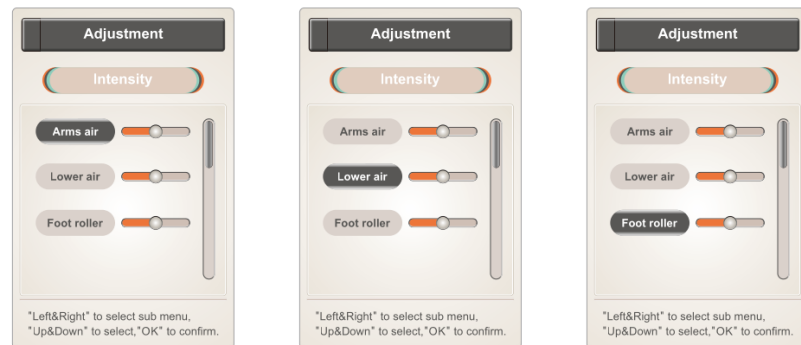 Adjustment
Intensity
Arms air
Lower air
Foot roller
"Left&Right" to select sub menu,
"Up&Down" to select,"OK" to confirm.
Adjustment
Intensity
Arms air
Lower air
Foot roller
"Left&Right" to select sub menu,
"Up&Down" to select,"OK" to confirm.
Adjustment
Intensity
Arms air
Lower air
Foot roller
"Left&Right" to select sub menu,
"Up&Down" to select,"OK" to confirm.